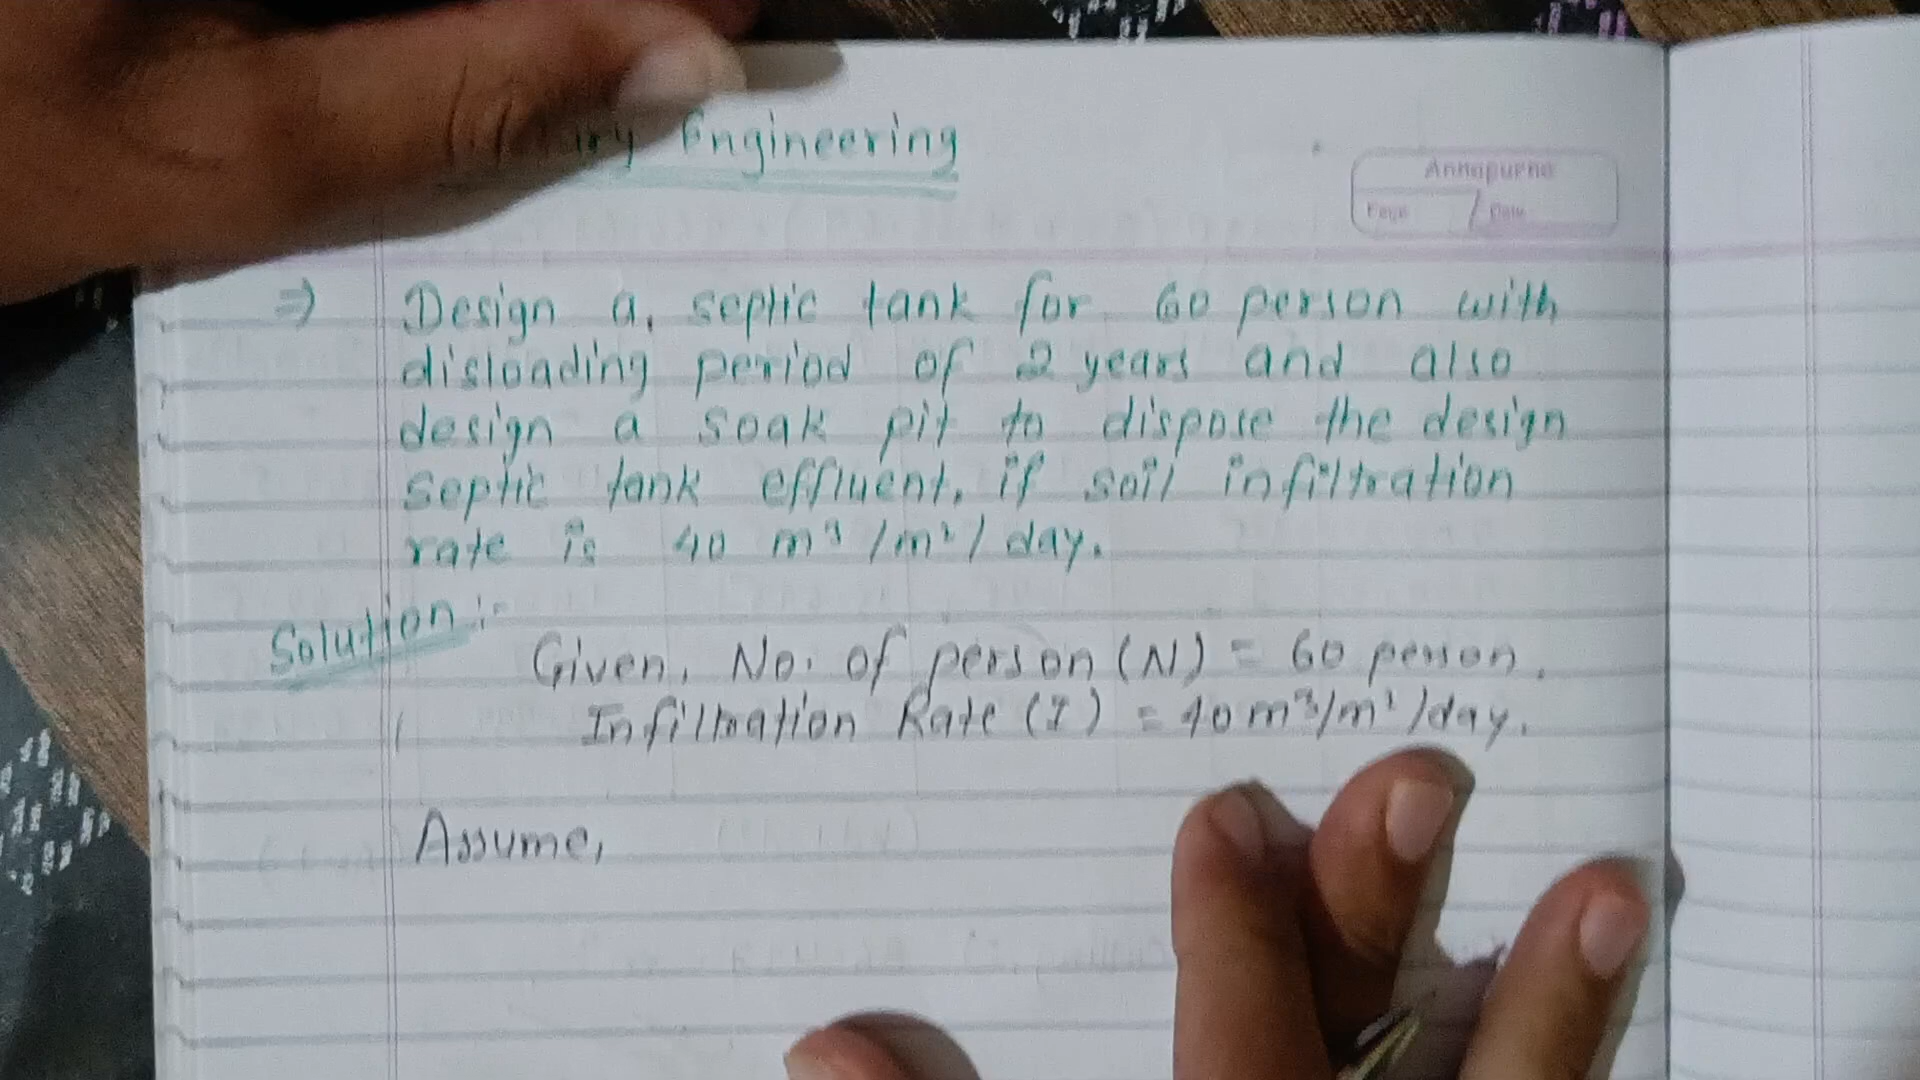 Engineering
Annapurna
Page / Date
⇒ Design a septic tank for 60 person with
disloading period of 2 years and also
design a soak pit to dispose the design
septic tank effluent, if soil infiltration
rate is 40 m³/m²/day.
Solution :-
Given, No. of person (N) = 60 person.
Infiltration Rate (I) = 40 m³/m²/day.
Assume,